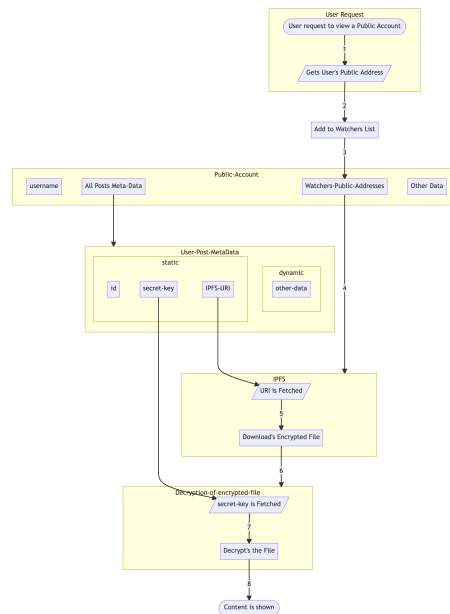 User Request
User request to view a Public Account
1
Gets User's Public Address
2
Add to Watchers List
3
Public-Account
username
All Posts Meta-Data
Watchers-Public-Addresses
Other Data
User-Post-MetaData
static
dynamic
id
secret-key
IPFS-URI
other-data
4
IPFS
URI is Fetched
5
Download's Encrypted File
6
Decryption-of-encrypted-file
secret-key is Fetched
7
Decrypt's the File
8
Content is shown